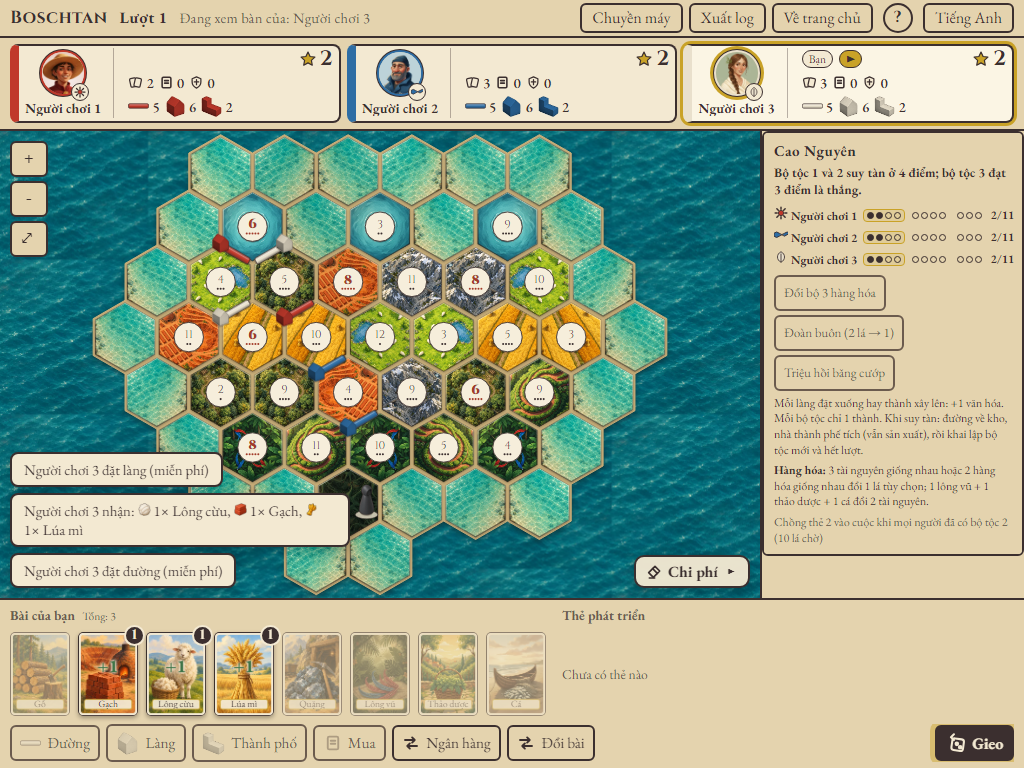 BOSCHTAN Lượt 1 Đang xem bàn của: Người chơi 3
Chuyền máy Xuất log Về trang chủ ? Tiếng Anh
2
2 0 0
Người chơi 1 5 6 2
2
3 0 0
Người chơi 2 5 6 2
Bạn 2
3 0 0
Người chơi 3 5 6 2
+
-
6 3 9
4 5 8 11 8 10
11 6 10 12 3 5 3
2 9 4 9 6 9
8 11 10 5 4
Người chơi 3 đặt làng (miễn phí)
Người chơi 3 nhận: 1× Lông cừu, 1× Gạch,
1× Lúa mì
Người chơi 3 đặt đường (miễn phí)
Chi phí
Cao Nguyên
Bộ tộc 1 và 2 suy tàn ở 4 điểm; bộ tộc 3 đạt
3 điểm là thắng.
Người chơi 1 2/11
Người chơi 2 2/11
Người chơi 3 2/11
Đổi bộ 3 hàng hóa
Đoàn buôn (2 lá → 1)
Triệu hồi băng cướp
Mỗi làng đặt xuống hay thành xây lên: +1 văn hóa.
Mỗi bộ tộc chỉ 1 thành. Khi suy tàn: đường về kho,
nhà thành phế tích (vẫn sản xuất), rồi khai lập bộ
tộc mới và hết lượt.
Hàng hóa: 3 tài nguyên giống nhau hoặc 2 hàng
hóa giống nhau đổi 1 lá tùy chọn; 1 lông vũ + 1
thảo dược + 1 cá đổi 2 tài nguyên.
Chồng thẻ 2 vào cuộc khi mọi người đã có bộ tộc 2
(10 lá chờ)
Bài của bạn Tổng: 3
1 1 1
+1 +1 +1
Gỗ Gạch Lông cừu Lúa mì Quặng Lông vũ Thảo dược Cá
Thẻ phát triển
Chưa có thẻ nào
Đường Làng Thành phố Mua Ngân hàng Đổi bài Gieo